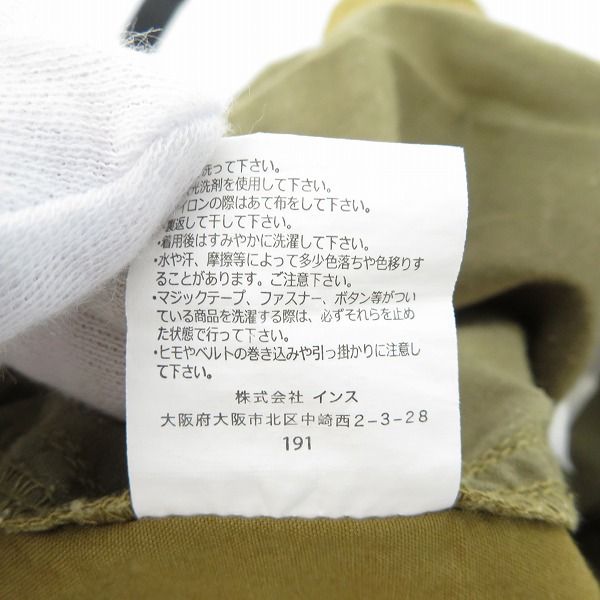 洗って下さい。
光洗剤を使用して下さい。
イロンの際はあて布をして下さい。
裏返して干して下さい。
・着用後はすみやかに洗濯して下さい。
・水や汗、摩擦等によって多少色落ちや色移りす
ることがあります。ご注意下さい。
・マジックテープ、ファスナー、ボタン等がつい
ている商品を洗濯する際は、必ずそれらを止め
た状態で行って下さい。
・ヒモやベルトの巻き込みや引っ掛かりに注意し
て下さい。
株式会社 インス
大阪府大阪市北区中崎西2-3-28
191